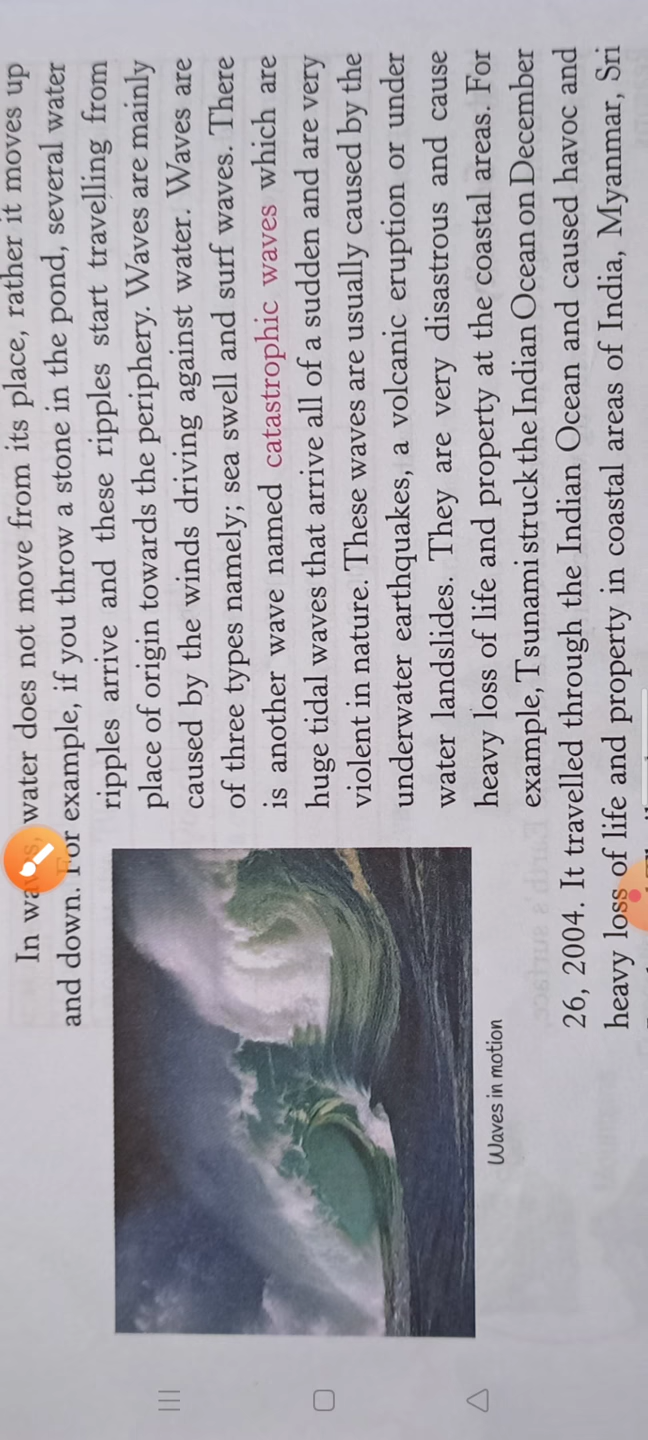 In waves, water does not move from its place, rather it moves up
and down. For example, if you throw a stone in the pond, several water
ripples arrive and these ripples start travelling from
place of origin towards the periphery. Waves are mainly
caused by the winds driving against water. Waves are
of three types namely; sea swell and surf waves. There
is another wave named catastrophic waves which are
huge tidal waves that arrive all of a sudden and are very
violent in nature. These waves are usually caused by the
underwater earthquakes, a volcanic eruption or under
water landslides. They are very disastrous and cause
heavy loss of life and property at the coastal areas. For
example, Tsunami struck the Indian Ocean on December
26, 2004. It travelled through the Indian Ocean and caused havoc and
heavy loss of life and property in coastal areas of India, Myanmar, Sri
Waves in motion